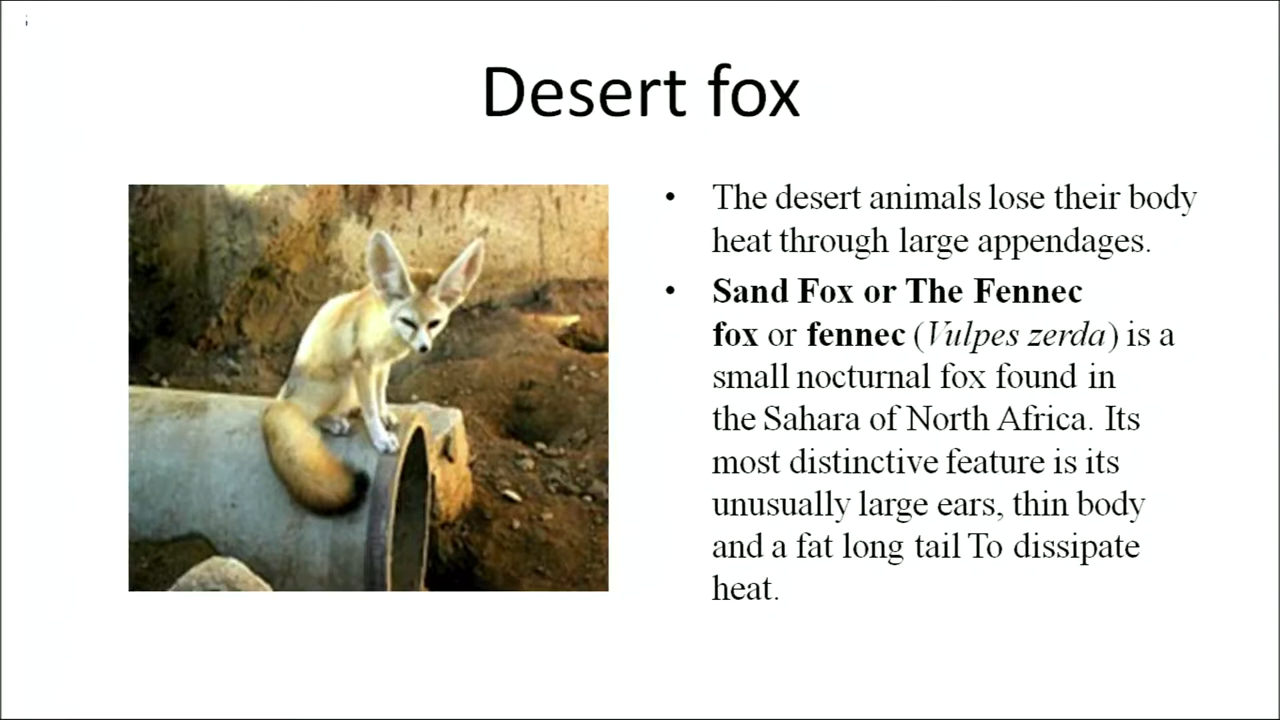 Desert fox
• The desert animals lose their body
heat through large appendages.
• Sand Fox or The Fennec
fox or fennec (Vulpes zerda) is a
small nocturnal fox found in
the Sahara of North Africa. Its
most distinctive feature is its
unusually large ears, thin body
and a fat long tail To dissipate
heat.